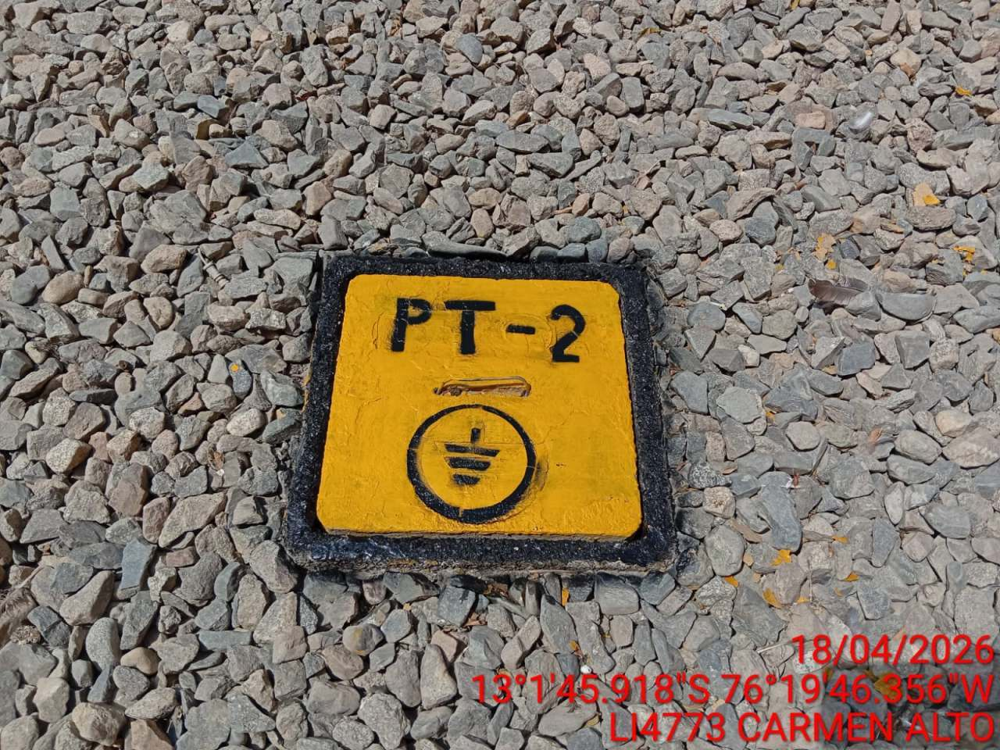 PT-2
18/04/2026
13°1'45.918"S 76°19'46.356"W
LI4773 CARMEN ALTO